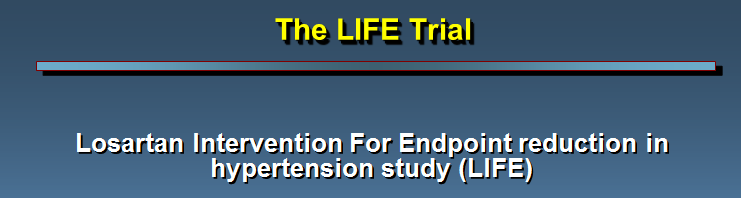 The LIFE Trial
Losartan Intervention For Endpoint reduction in
hypertension study (LIFE)